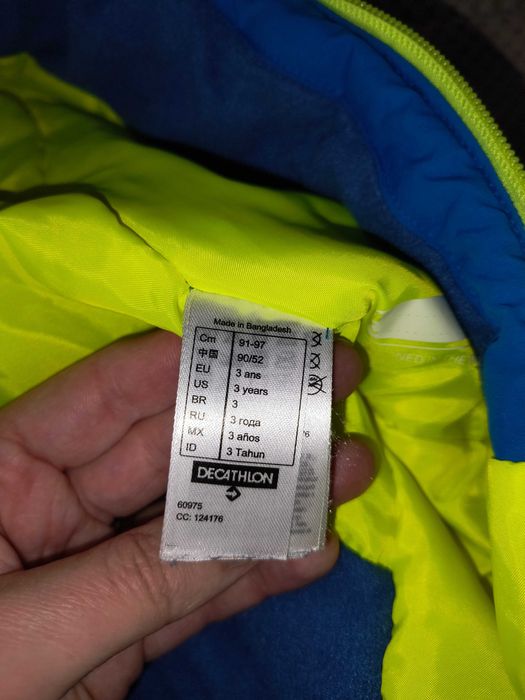 Made in Bangladesh
Cm 91-97
中国 90/52
EU 3 ans
US 3 years
BR 3
RU 3 года
MX 3 años
ID 3 Tahun
DECATHLON
60975
CC: 124176